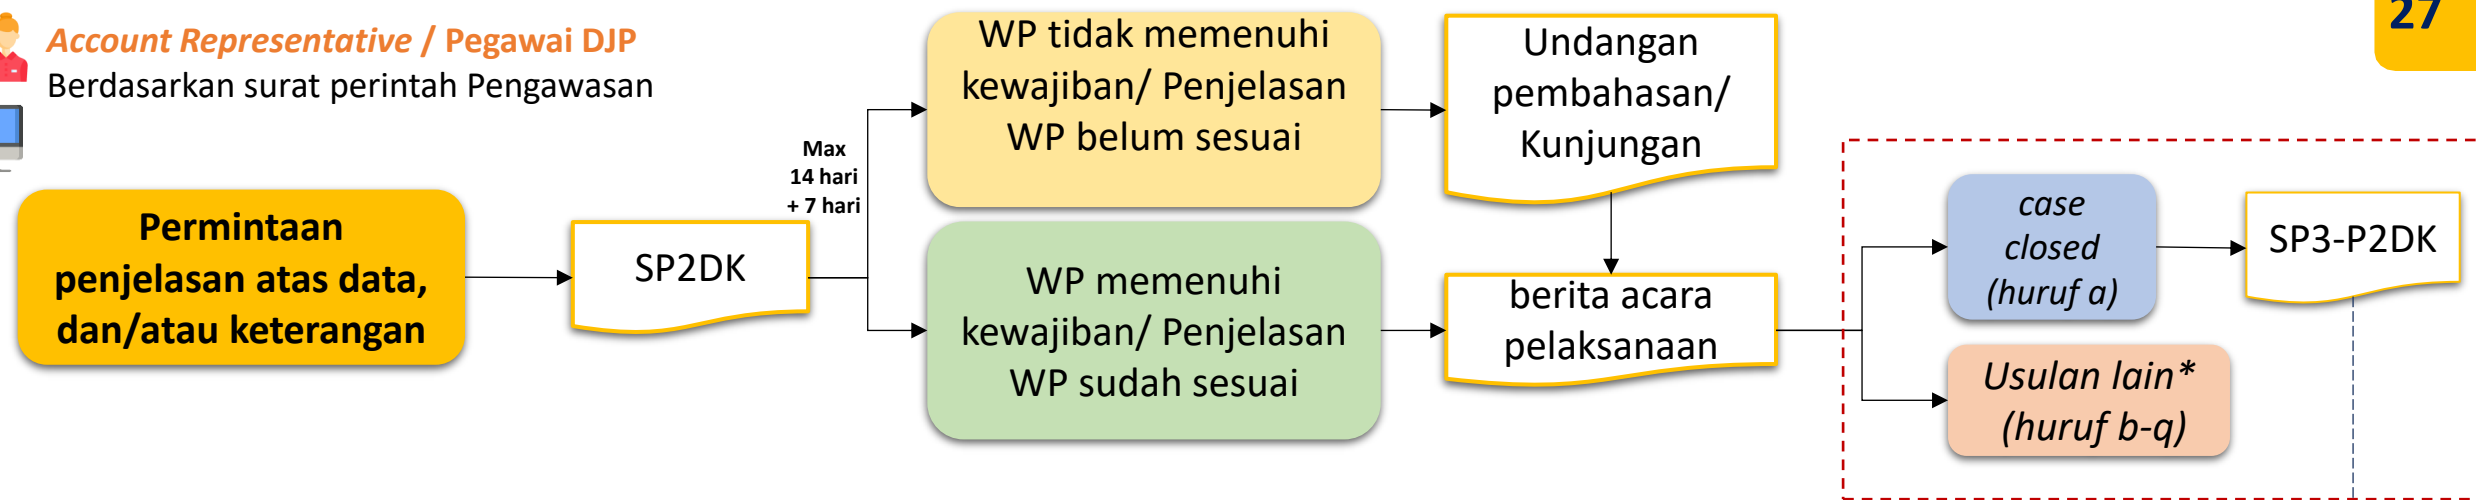 27
Account Representative / Pegawai DJP
Berdasarkan surat perintah Pengawasan
Permintaan
penjelasan atas data,
dan/atau keterangan
SP2DK
Max
14 hari
+ 7 hari
WP tidak memenuhi
kewajiban/ Penjelasan
WP belum sesuai
WP memenuhi
kewajiban/ Penjelasan
WP sudah sesuai
Undangan
pembahasan/
Kunjungan
berita acara
pelaksanaan
case
closed
(huruf a)
SP3-P2DK
Usulan lain*
(huruf b-q)